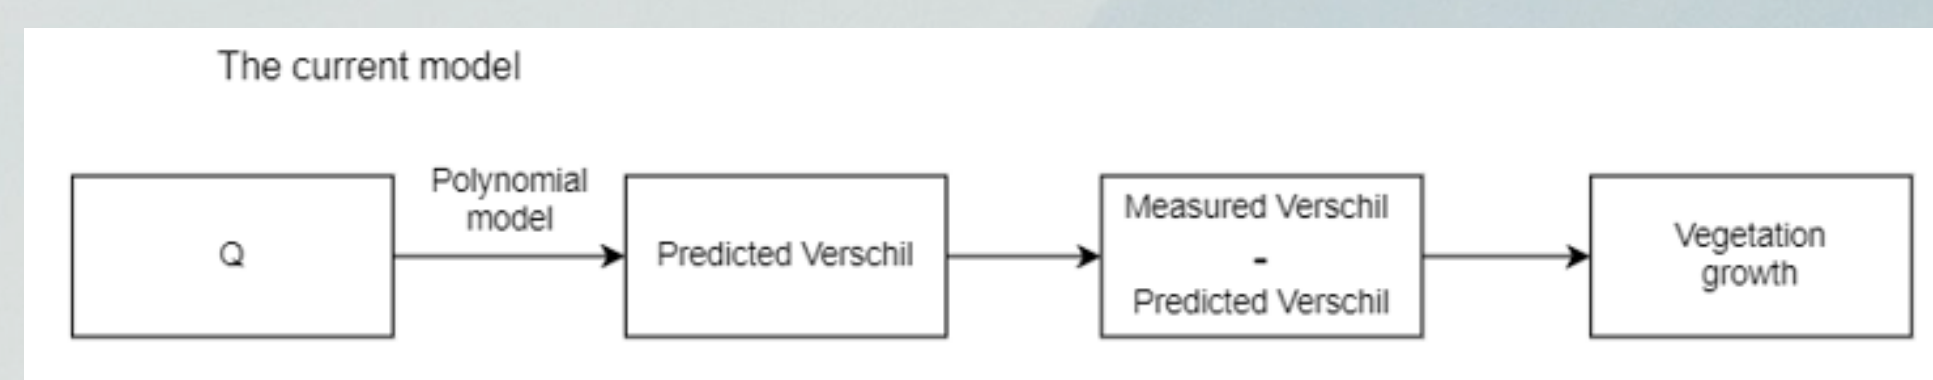 The current model
Q
Polynomial
model
Predicted Verschil
Measured Verschil
-
Predicted Verschil
Vegetation
growth